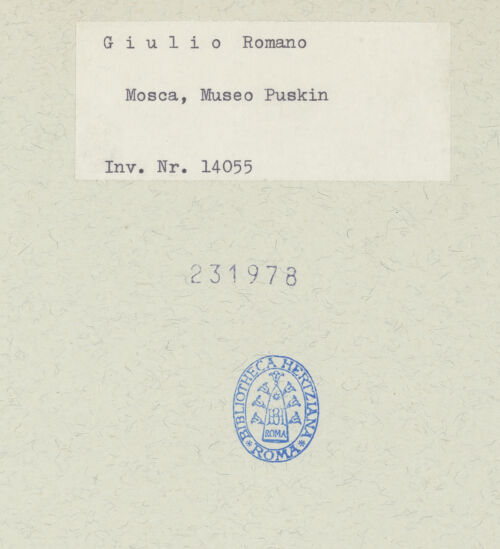 G i u l i o  Romano
Mosca, Museo Puskin
Inv. Nr. 14055
231978
BIBLIOTHECA HERTZIANA
ROMA
ROMA